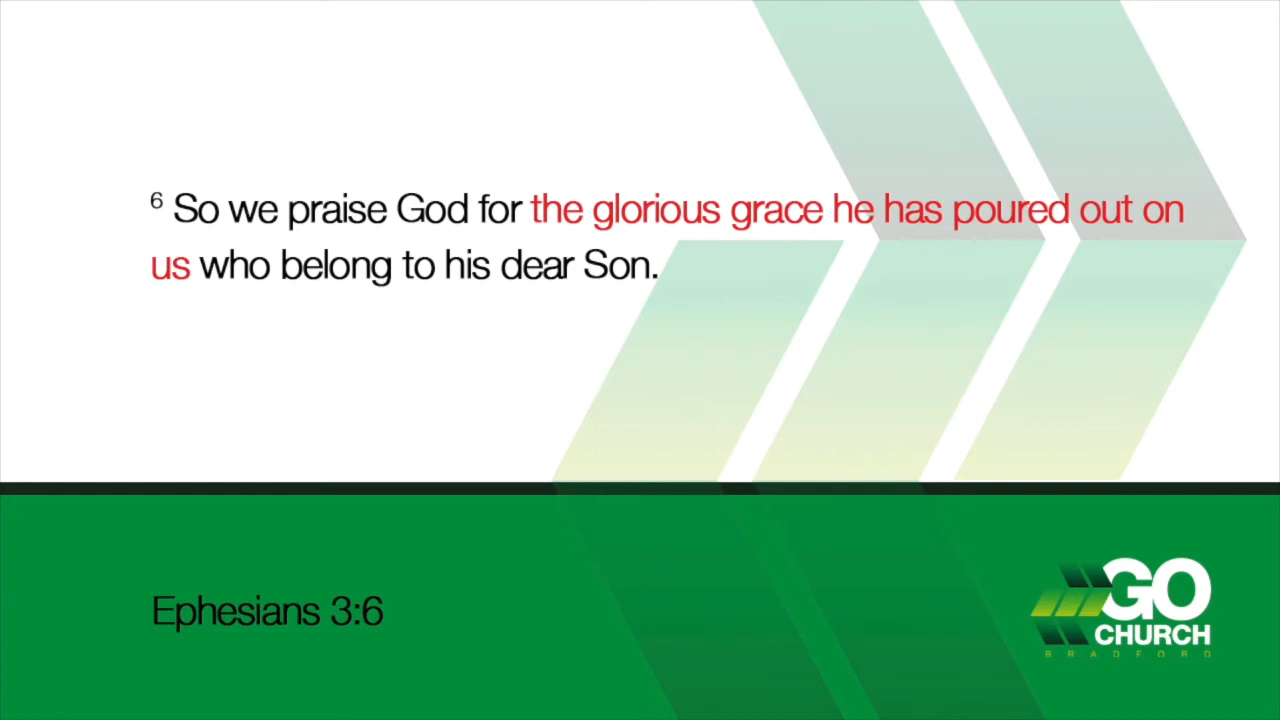 6 So we praise God for the glorious grace he has poured out on
us who belong to his dear Son.
Ephesians 3:6
GO
CHURCH
BRADFORD